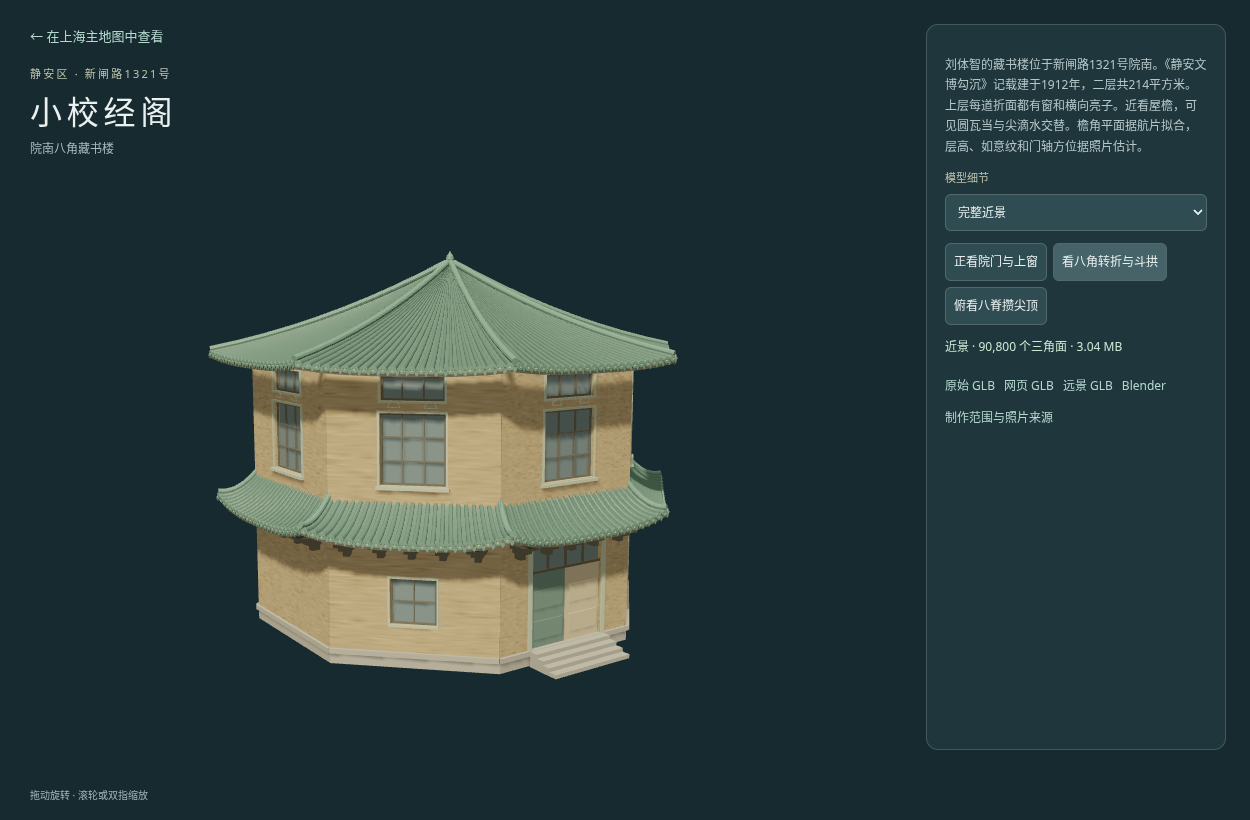 ← 在上海主地图中查看
静安区 · 新闸路1321号
小校经阁
院南八角藏书楼
刘体智的藏书楼位于新闸路1321号院南。《静安文
博勾沉》记载建于1912年，二层共214平方米。
上层每道折面都有窗和横向亮子。近看屋檐，可
见圆瓦当与尖滴水交替。檐角平面据航片拟合，
层高、如意纹和门轴方位据照片估计。
模型细节
完整近景
正看院门与上窗
看八角转折与斗拱
俯看八脊攒尖顶
近景 · 90,800 个三角面 · 3.04 MB
原始 GLB 网页 GLB 远景 GLB Blender
制作范围与照片来源
拖动旋转 · 滚轮或双指缩放